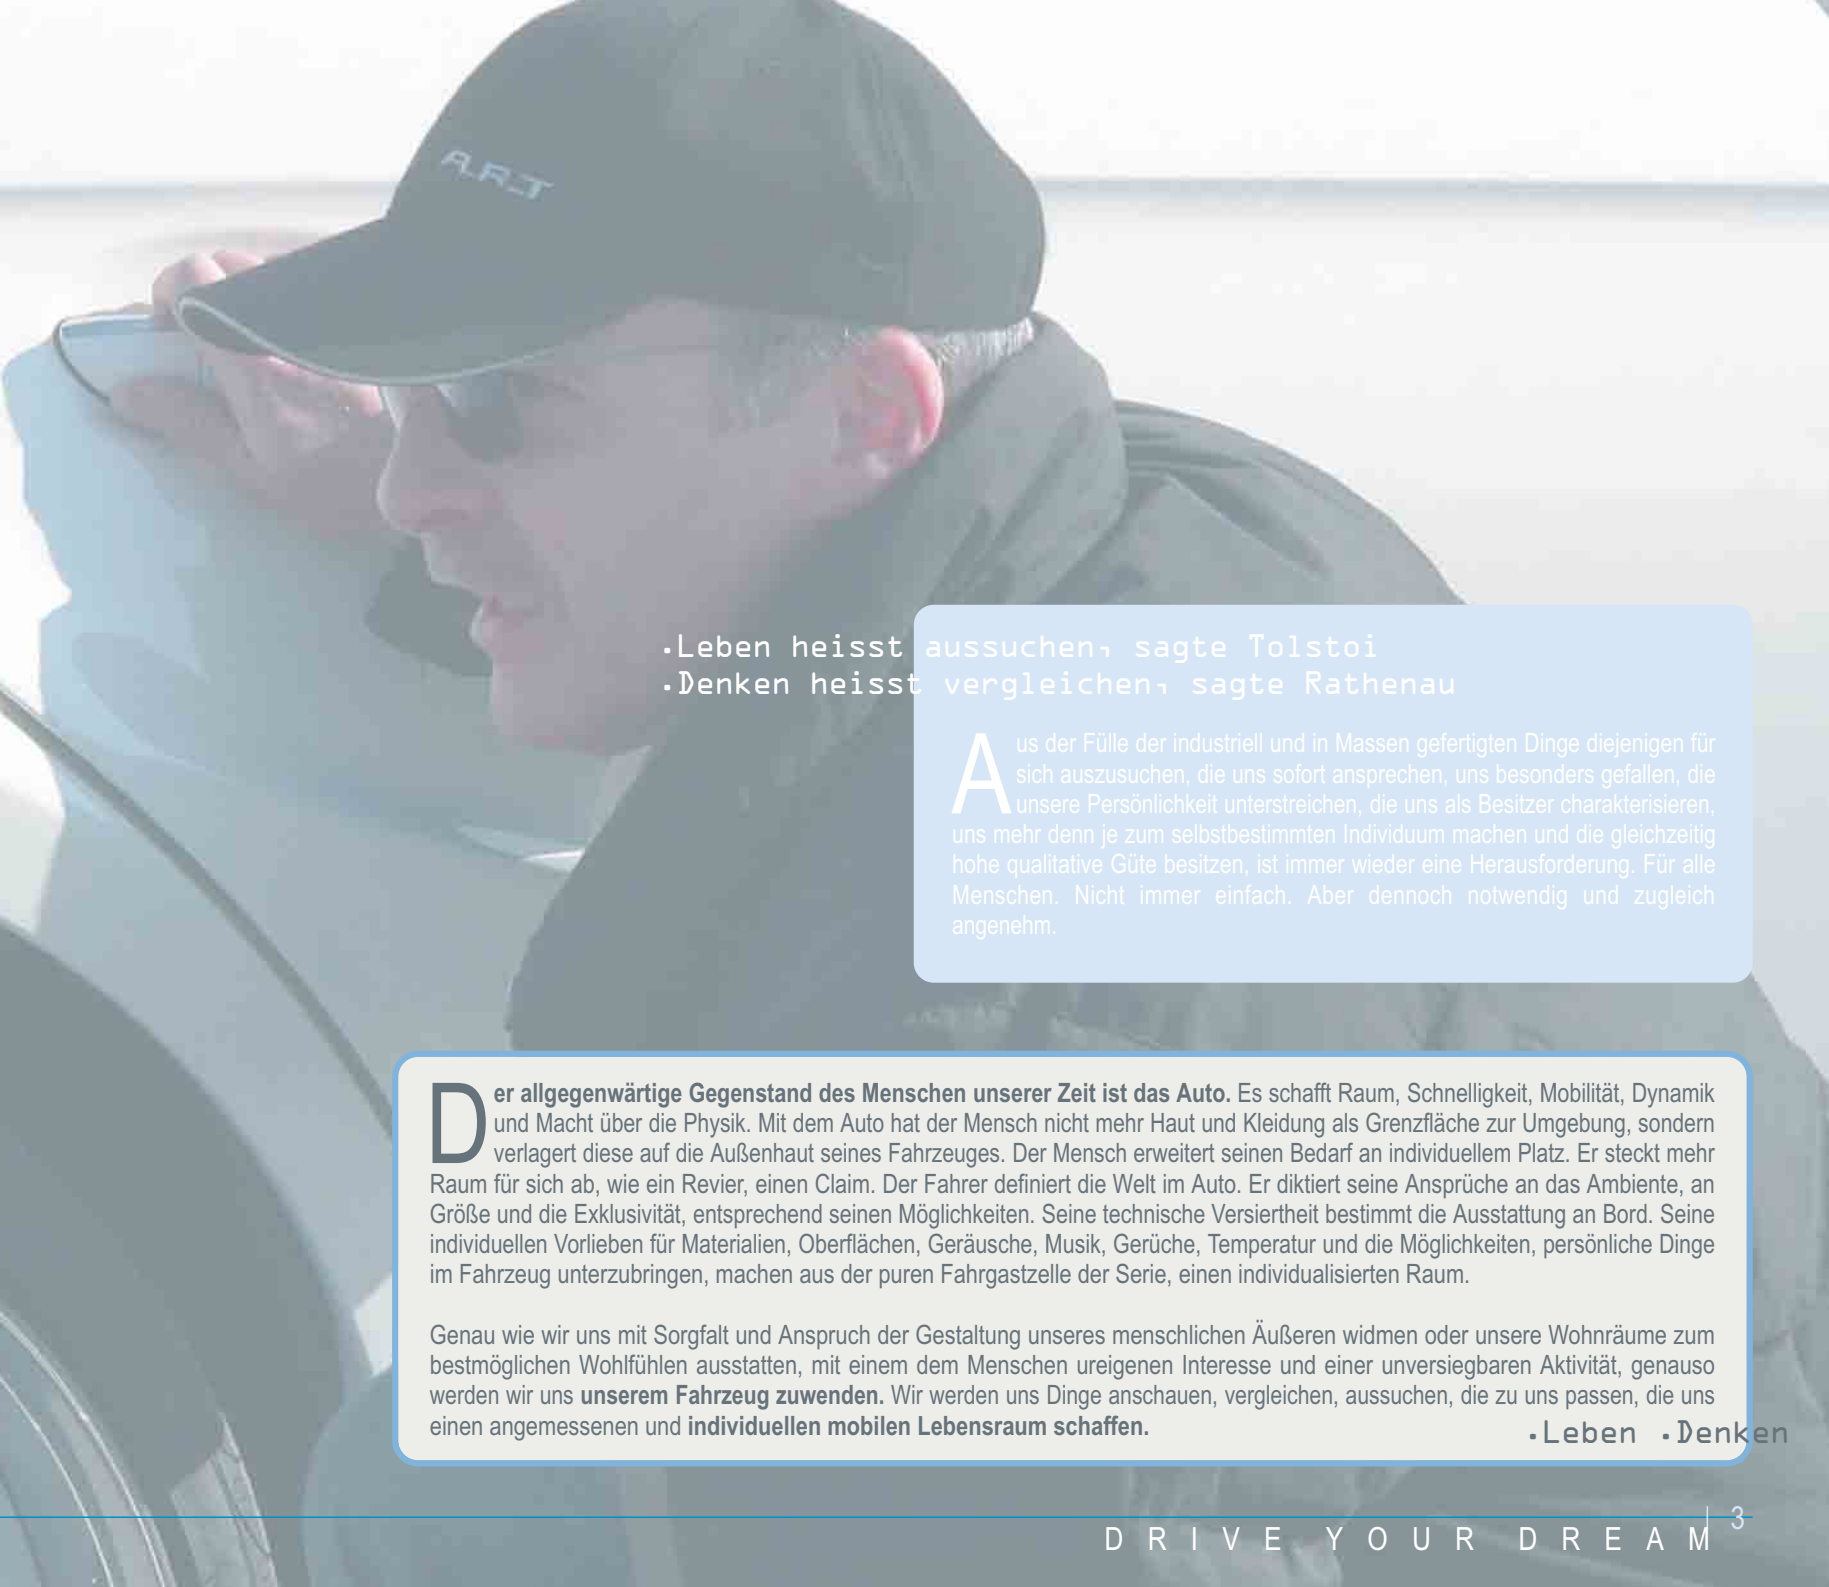 A.R.T
.Leben heisst aussuchen, sagte Tolstoi
.Denken heisst vergleichen, sagte Rathenau
Aus der Fülle der industriell und in Massen gefertigten Dinge diejenigen für
sich auszusuchen, die uns sofort ansprechen, uns besonders gefallen, die
unsere Persönlichkeit unterstreichen, die uns als Besitzer charakterisieren,
uns mehr denn je zum selbstbestimmten Individuum machen und die gleichzeitig
hohe qualitative Güte besitzen, ist immer wieder eine Herausforderung. Für alle
Menschen. Nicht immer einfach. Aber dennoch notwendig und zugleich
angenehm.
Der allgegenwärtige Gegenstand des Menschen unserer Zeit ist das Auto. Es schafft Raum, Schnelligkeit, Mobilität, Dynamik
und Macht über die Physik. Mit dem Auto hat der Mensch nicht mehr Haut und Kleidung als Grenzfläche zur Umgebung, sondern
verlagert diese auf die Außenhaut seines Fahrzeuges. Der Mensch erweitert seinen Bedarf an individuellem Platz. Er steckt mehr
Raum für sich ab, wie ein Revier, einen Claim. Der Fahrer definiert die Welt im Auto. Er diktiert seine Ansprüche an das Ambiente, an
Größe und die Exklusivität, entsprechend seinen Möglichkeiten. Seine technische Versiertheit bestimmt die Ausstattung an Bord. Seine
individuellen Vorlieben für Materialien, Oberflächen, Geräusche, Musik, Gerüche, Temperatur und die Möglichkeiten, persönliche Dinge
im Fahrzeug unterzubringen, machen aus der puren Fahrgastzelle der Serie, einen individualisierten Raum.
Genau wie wir uns mit Sorgfalt und Anspruch der Gestaltung unseres menschlichen Äußeren widmen oder unsere Wohnräume zum
bestmöglichen Wohlfühlen ausstatten, mit einem dem Menschen ureigenen Interesse und einer unversiegbaren Aktivität, genauso
werden wir uns unserem Fahrzeug zuwenden. Wir werden uns Dinge anschauen, vergleichen, aussuchen, die zu uns passen, die uns
einen angemessenen und individuellen mobilen Lebensraum schaffen.
.Leben .Denken
DRIVE YOUR DREAM
| 3